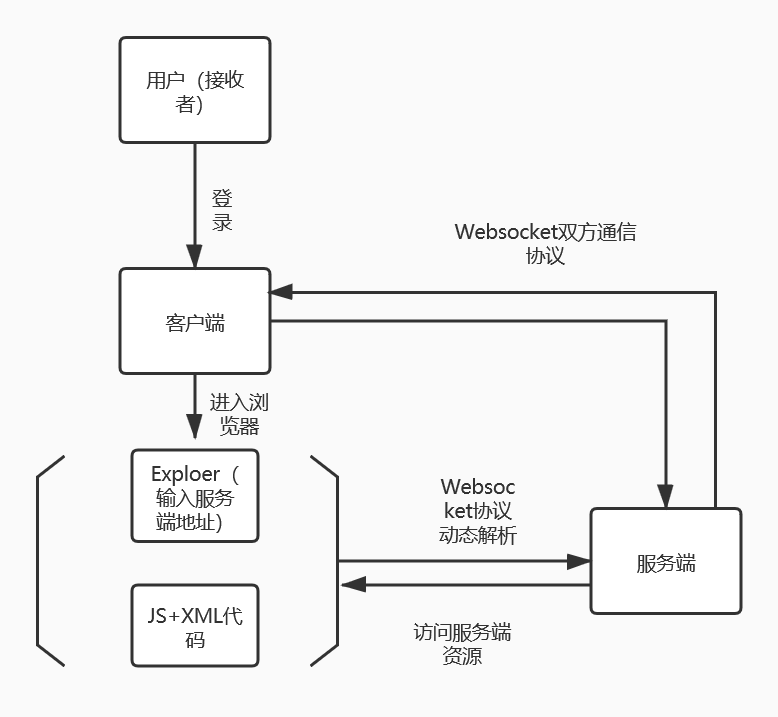 用户（接收
者）
登
录
Websocket双方通信
协议
客户端
进入浏
览器
Exploer（
输入服务
端地址）
Websoc
ket协议
动态解析
服务端
JS+XML代
码
访问服务端
资源